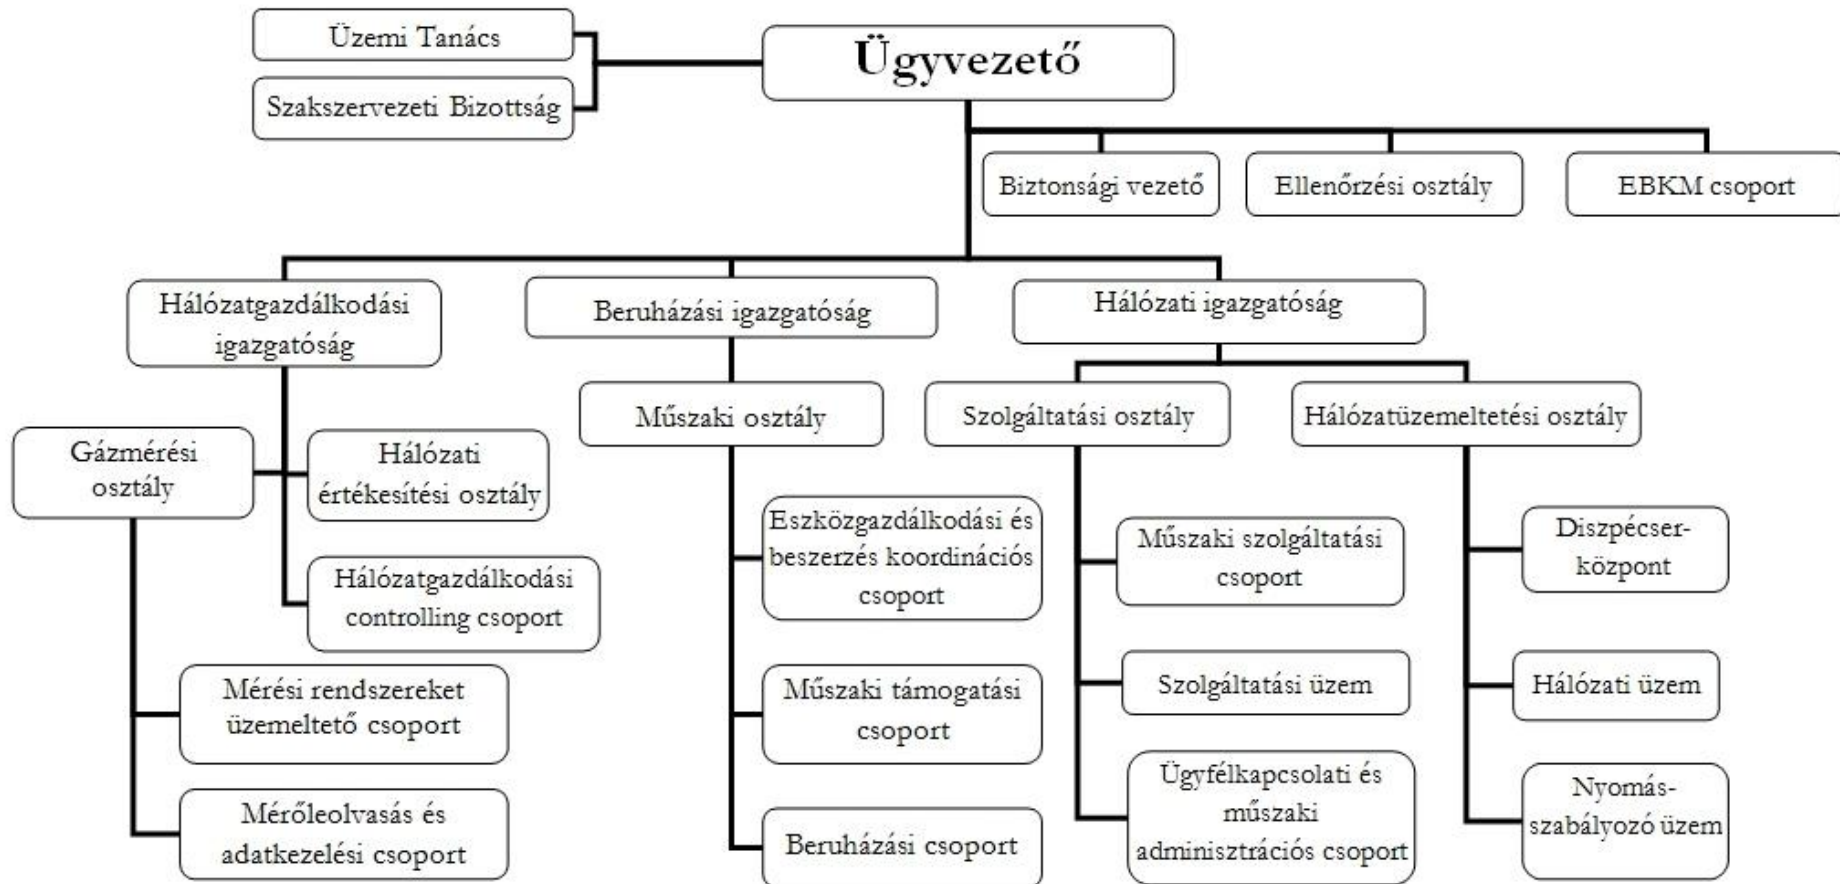 Üzemi Tanács
Ügyvezető
Szakszervezeti Bizottság
Biztonsági vezető
Ellenőrzési osztály
EBKM csoport
Hálózatgazdálkodási
igazgatóság
Beruházási igazgatóság
Hálózati igazgatóság
Műszaki osztály
Szolgáltatási osztály
Hálózatüzemeltetési osztály
Gázmérési
osztály
Hálózati
értékesítési osztály
Hálózatgazdálkodási
controlling csoport
Mérési rendszereket
üzemeltető csoport
Mérőleolvasás és
adatkezelési csoport
Eszközgazdálkodási és
beszerzés koordinációs
csoport
Műszaki támogatási
csoport
Beruházási csoport
Műszaki szolgáltatási
csoport
Szolgáltatási üzem
Ügyfélkapcsolati és
műszaki
adminisztrációs csoport
Diszpécser-
központ
Hálózati üzem
Nyomás-
szabályozó üzem